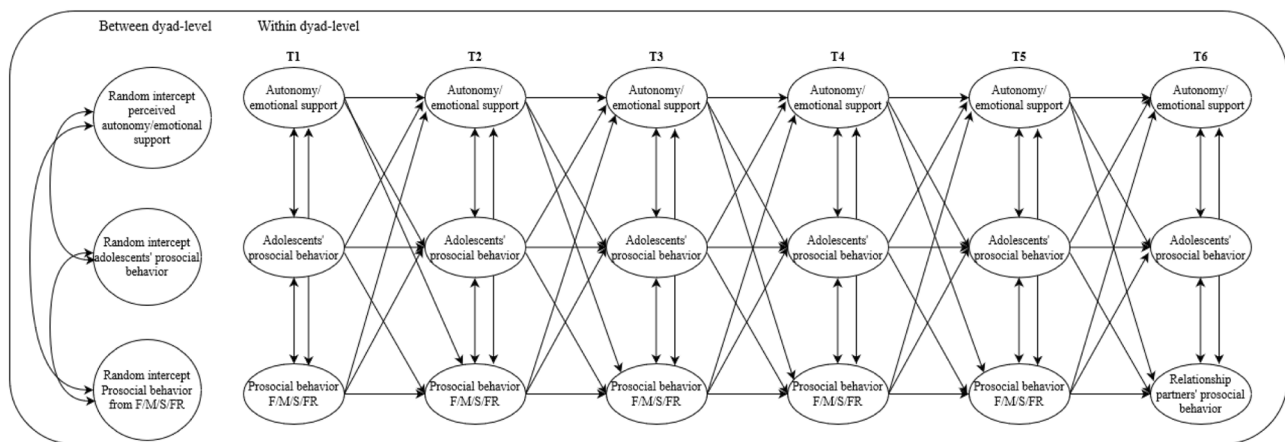 Between dyad-level
Within dyad-level
T1
T2
T3
T4
T5
T6
Random intercept
perceived
autonomy/emotional
support
Autonomy/
emotional support
Autonomy/
emotional support
Autonomy/
emotional support
Autonomy/
emotional support
Autonomy/
emotional support
Autonomy/
emotional support
Random intercept
adolescents' prosocial
behavior
Adolescents'
prosocial behavior
Adolescents'
prosocial behavior
Adolescents'
prosocial behavior
Adolescents'
prosocial behavior
Adolescents'
prosocial behavior
Adolescents'
prosocial behavior
Random intercept
Prosocial behavior
from F/M/S/FR
Prosocial behavior
F/M/S/FR
Prosocial behavior
F/M/S/FR
Prosocial behavior
F/M/S/FR
Prosocial behavior
F/M/S/FR
Prosocial behavior
F/M/S/FR
Relationship
partners' prosocial
behavior